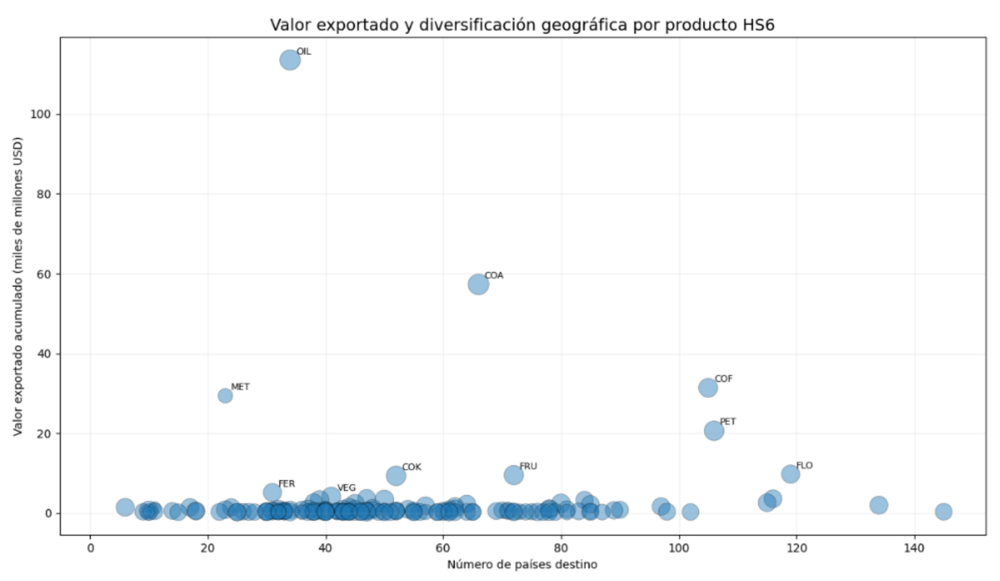 Valor exportado y diversificación geográfica por producto HS6
OIL
100
80
COA
60
Valor exportado acumulado (miles de millones USD)
40
COF
MET
PET
20
COK
FRU
FLO
FER
VEG
0
0 20 40 60 80 100 120 140
Número de países destino